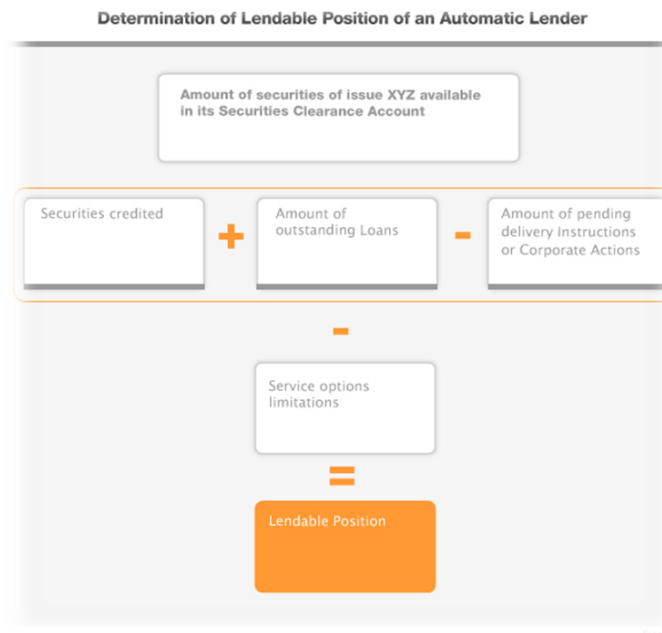 Determination of Lendable Position of an Automatic Lender
Amount of securities of issue XYZ available
in its Securities Clearance Account
Securities credited
+
Amount of
outstanding Loans
-
Amount of pending
delivery Instructions
or Corporate Actions
-
Service options
limitations
=
Lendable Position